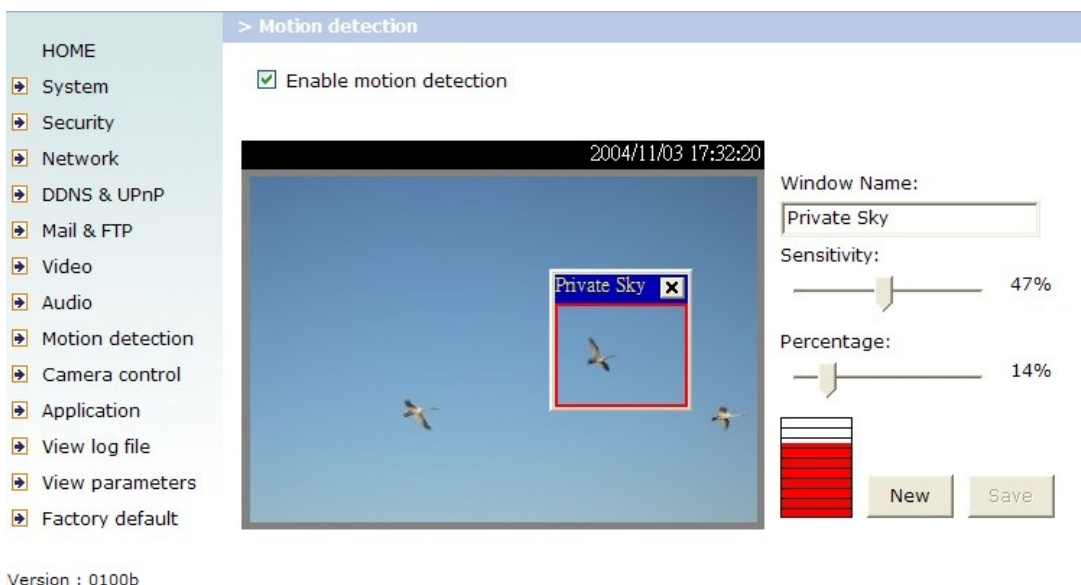 > Motion detection
HOME
System
Security
Network
DDNS & UPnP
Mail & FTP
Video
Audio
Motion detection
Camera control
Application
View log file
View parameters
Factory default
Version : 0100b
Enable motion detection
2004/11/03 17:32:20
Private Sky
Window Name:
Private Sky
Sensitivity:
47%
Percentage:
14%
New
Save